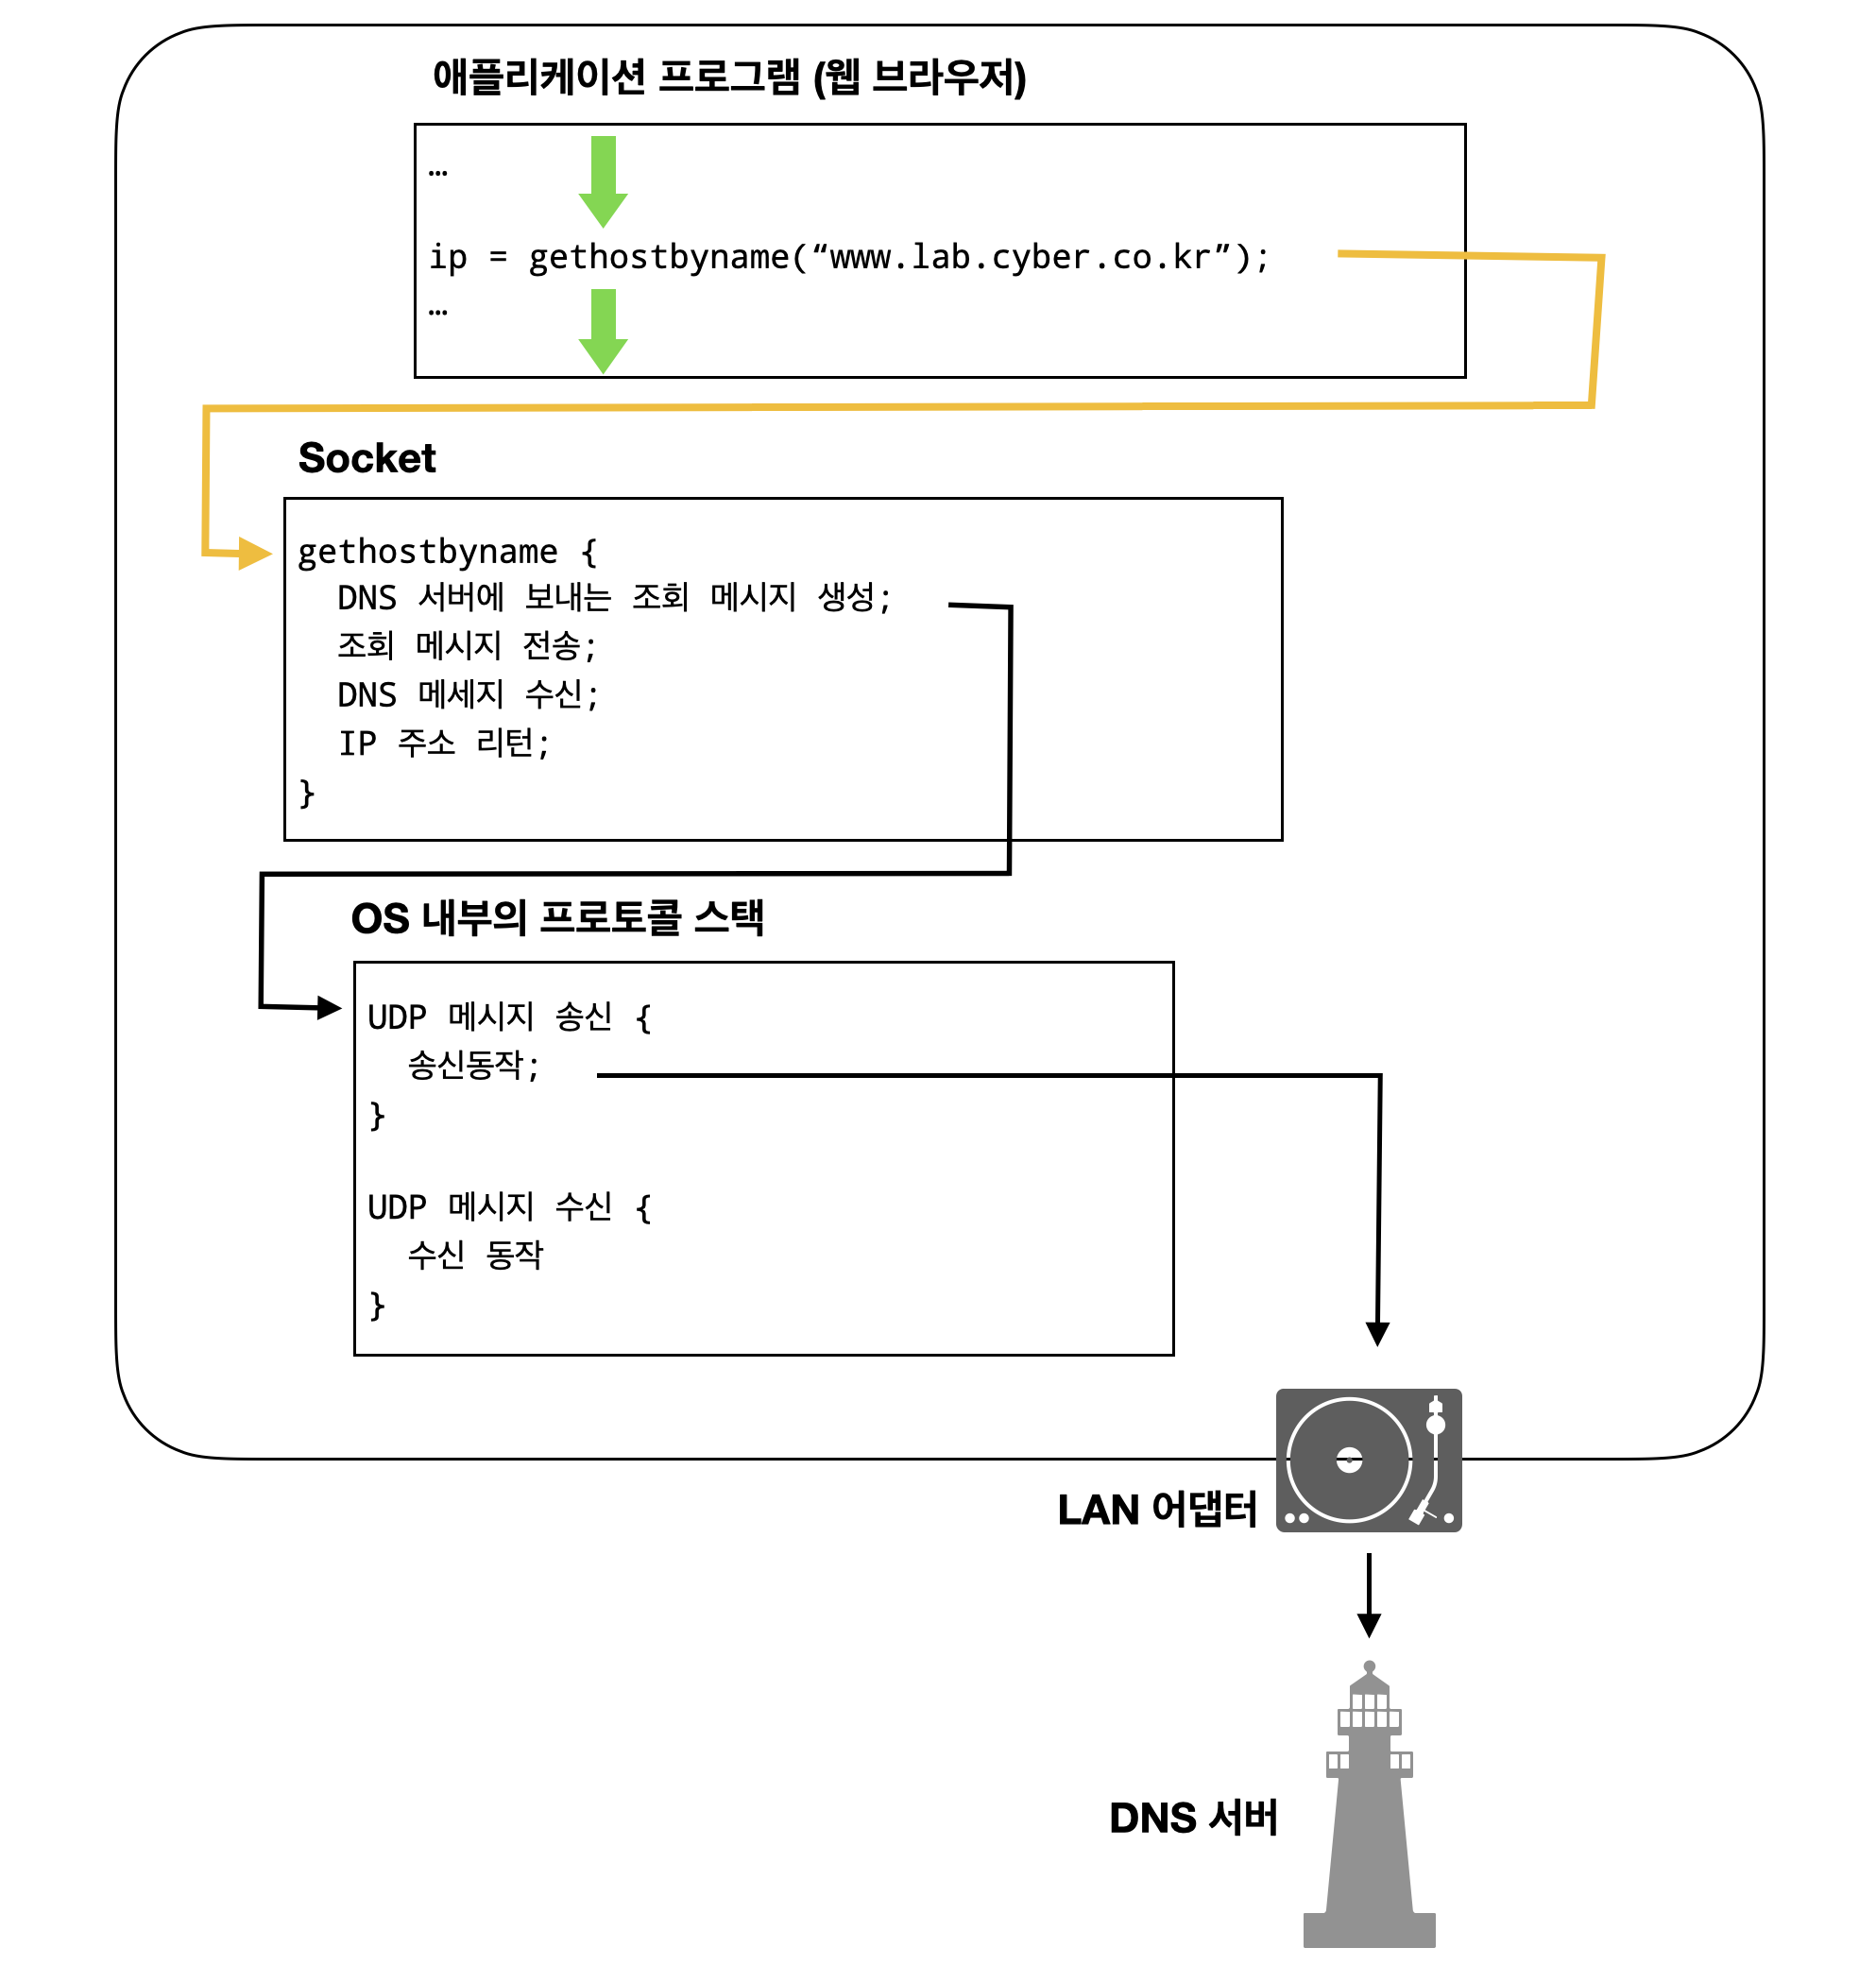 애플리케이션 프로그램 (웹 브라우저)
…
ip = gethostbyname(“www.lab.cyber.co.kr”);
…
Socket
gethostbyname {
DNS 서버에 보내는 조회 메시지 생성;
조회 메시지 전송;
DNS 메세지 수신;
IP 주소 리턴;
}
OS 내부의 프로토콜 스택
UDP 메시지 송신 {
송신동작;
}
UDP 메시지 수신 {
수신 동작
}
LAN 어댑터
DNS 서버